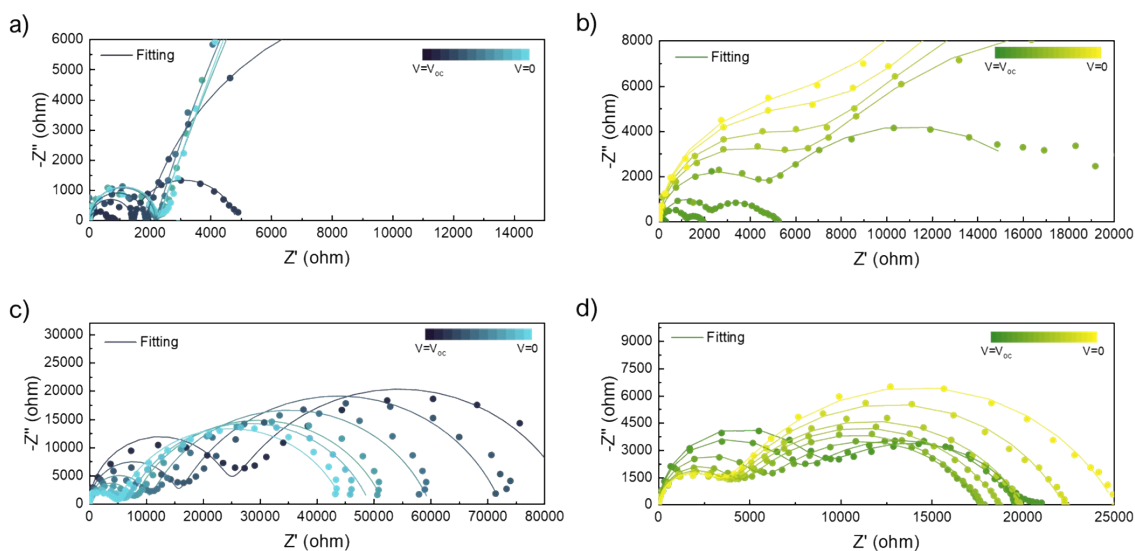 a)
6000
5000
4000
3000
2000
1000
0
-Z'' (ohm)
Fitting
V=Voc
V=0
0 2000 4000 6000 8000 10000 12000 14000
Z' (ohm)
b)
8000
6000
4000
2000
0
-Z'' (ohm)
Fitting
V=Voc
V=0
0 2000 4000 6000 8000 10000 12000 14000 16000 18000 20000
Z' (ohm)
c)
30000
25000
20000
15000
10000
5000
0
-Z'' (ohm)
Fitting
V=Voc
V=0
0 10000 20000 30000 40000 50000 60000 70000 80000
Z' (ohm)
d)
9000
7500
6000
4500
3000
1500
0
-Z'' (ohm)
Fitting
V=Voc
V=0
0 5000 10000 15000 20000 25000
Z' (ohm)